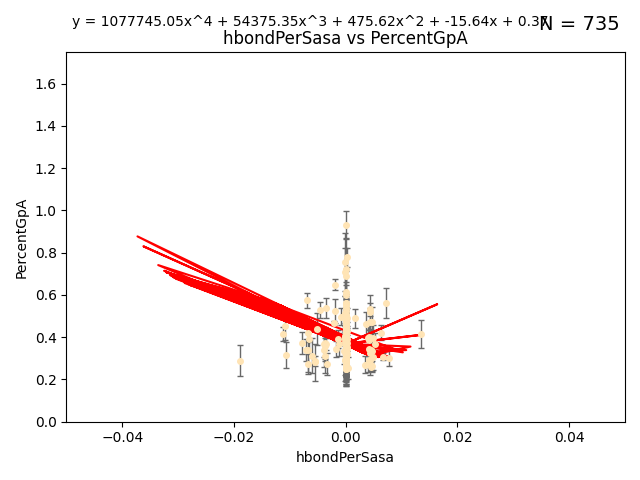 y = 1077745.05x^4 + 54375.35x^3 + 475.62x^2 + -15.64x + 0.37
N = 735
hbondPerSasa vs PercentGpA
1.6
1.4
1.2
1.0
0.8
0.6
0.4
0.2
0.0
PercentGpA
−0.04 −0.02 0.00 0.02 0.04
hbondPerSasa